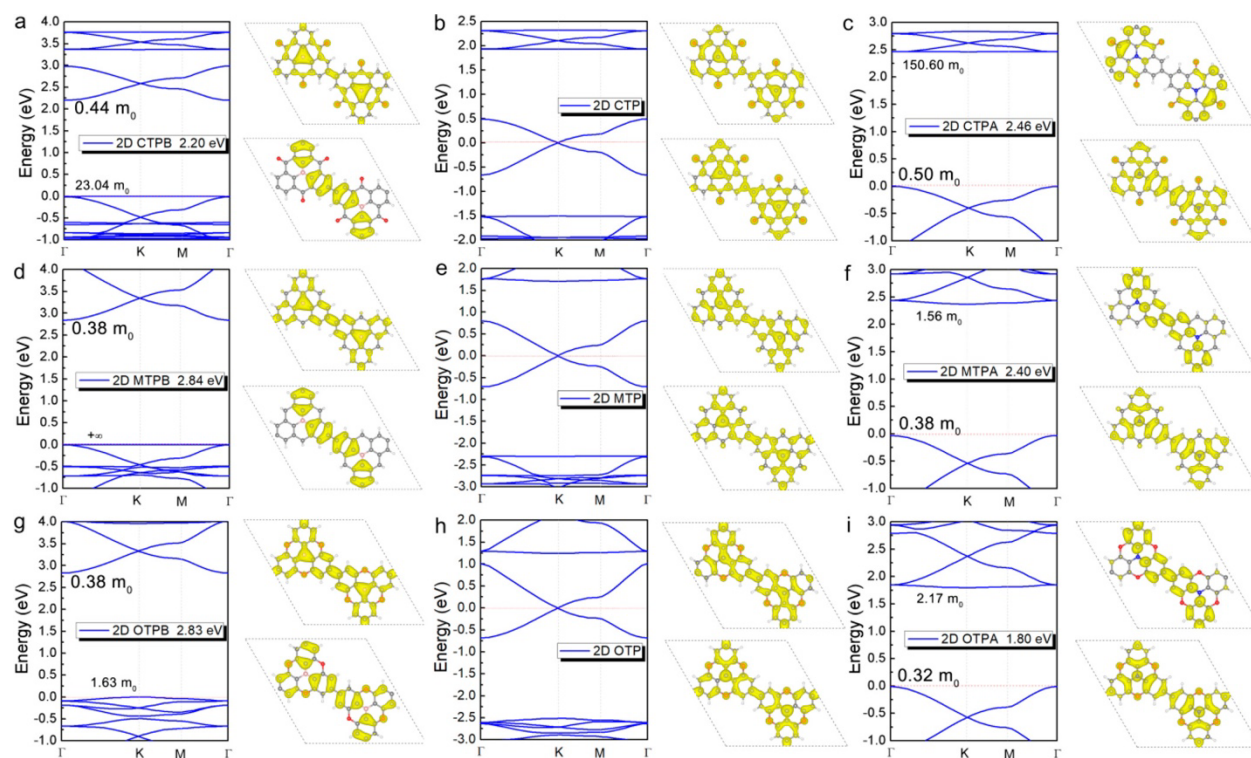 a
Energy (eV)
4.0
3.5
3.0
2.5
2.0
1.5
1.0
0.5
0.0
-0.5
-1.0
0.44 m0
2D CTPB 2.20 eV
23.04 m0
Γ K M Γ
b
Energy (eV)
2.5
2.0
1.5
1.0
0.5
0.0
-0.5
-1.0
-1.5
-2.0
2D CTP
Γ K M Γ
c
Energy (eV)
3.0
2.5
2.0
1.5
1.0
0.5
0.0
-0.5
-1.0
150.60 m0
2D CTPA 2.46 eV
0.50 m0
Γ K M Γ
d
Energy (eV)
4.0
3.5
3.0
2.5
2.0
1.5
1.0
0.5
0.0
-0.5
-1.0
0.38 m0
2D MTPB 2.84 eV
+∞
Γ K M Γ
e
Energy (eV)
2.0
1.5
1.0
0.5
0.0
-0.5
-1.0
-1.5
-2.0
-2.5
-3.0
2D MTP
Γ K M Γ
f
Energy (eV)
3.0
2.5
2.0
1.5
1.0
0.5
0.0
-0.5
-1.0
1.56 m0
2D MTPA 2.40 eV
0.38 m0
Γ K M Γ
g
Energy (eV)
4.0
3.5
3.0
2.5
2.0
1.5
1.0
0.5
0.0
-0.5
-1.0
0.38 m0
2D OTPB 2.83 eV
1.63 m0
Γ K M Γ
h
Energy (eV)
2.0
1.5
1.0
0.5
0.0
-0.5
-1.0
-1.5
-2.0
-2.5
-3.0
2D OTP
Γ K M Γ
i
Energy (eV)
3.0
2.5
2.0
1.5
1.0
0.5
0.0
-0.5
-1.0
2.17 m0
2D OTPA 1.80 eV
0.32 m0
Γ K M Γ